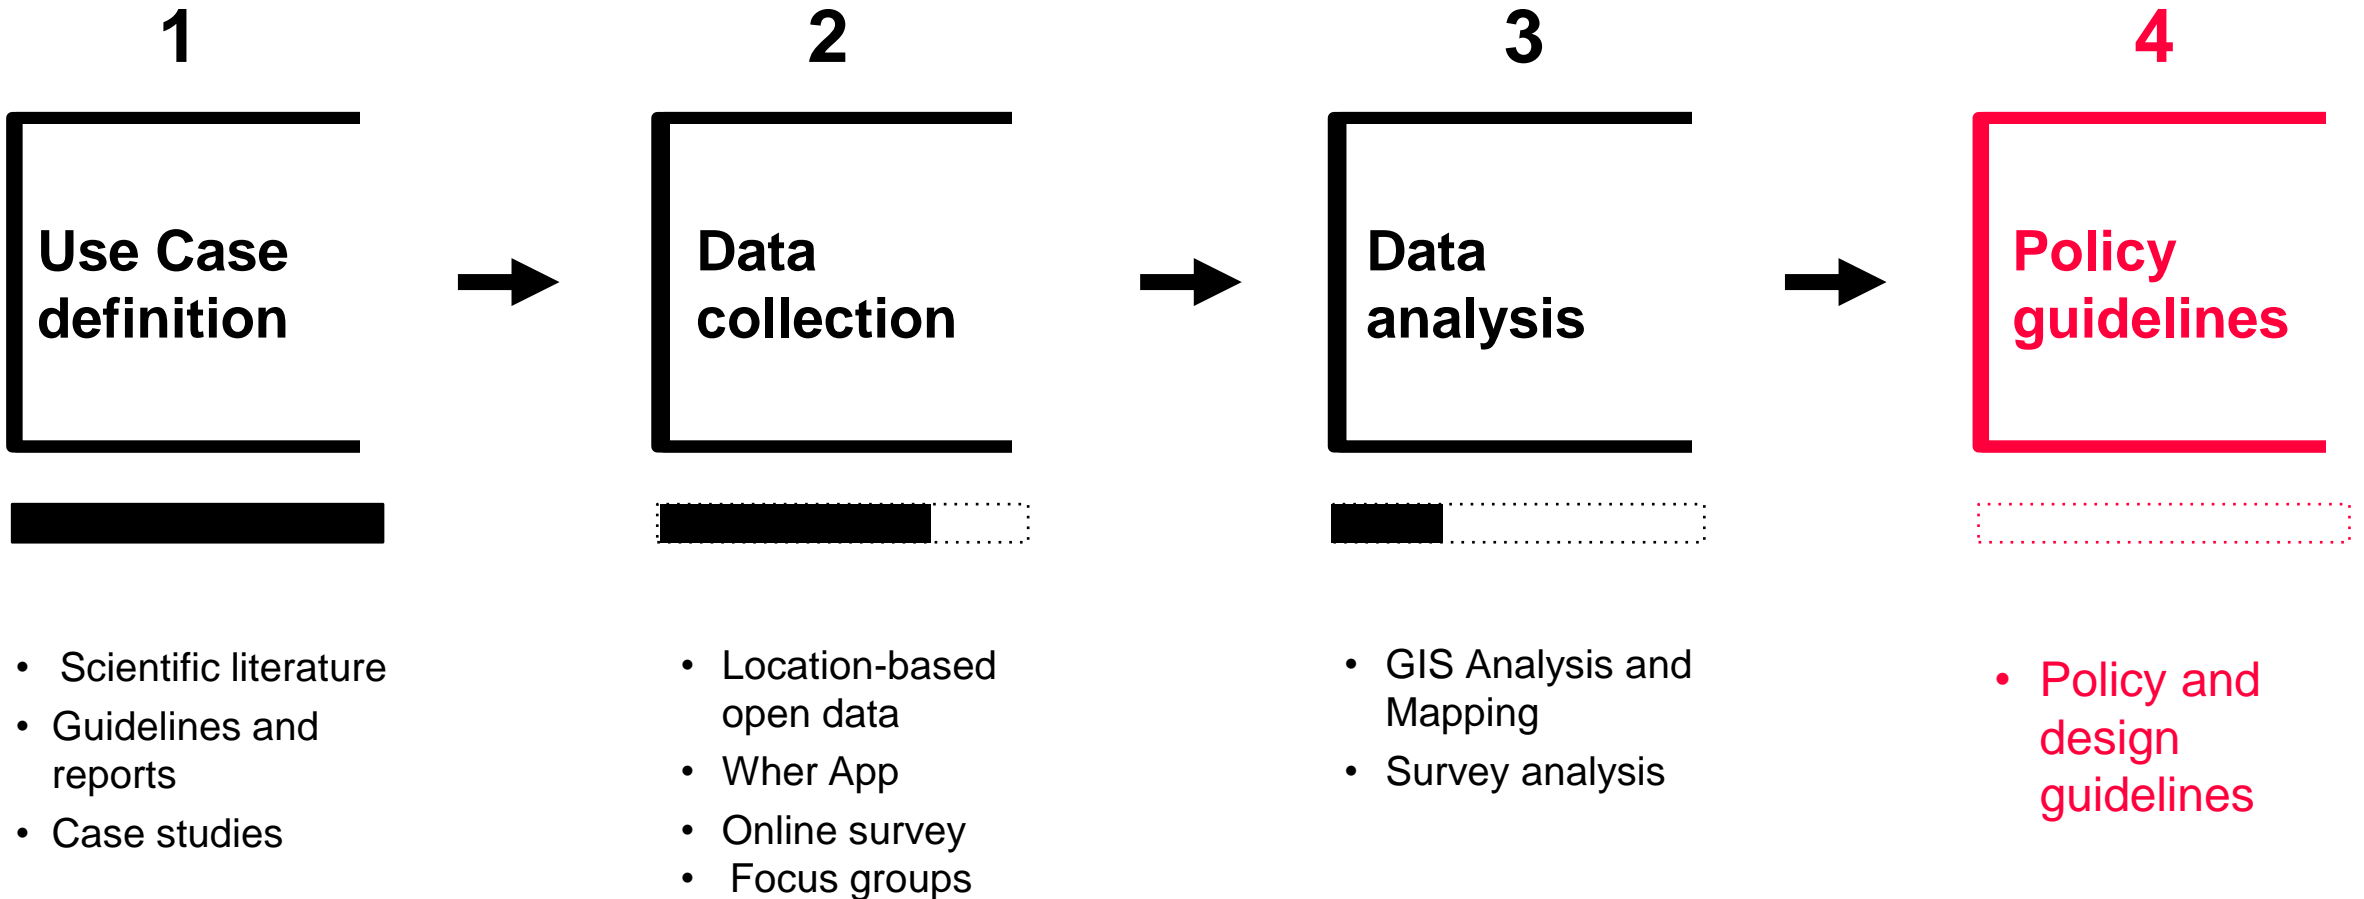 1
Use Case
definition
• Scientific literature
• Guidelines and
reports
• Case studies
2
Data
collection
• Location-based
open data
• Wher App
• Online survey
• Focus groups
3
Data
analysis
• GIS Analysis and
Mapping
• Survey analysis
4
Policy
guidelines
• Policy and
design
guidelines